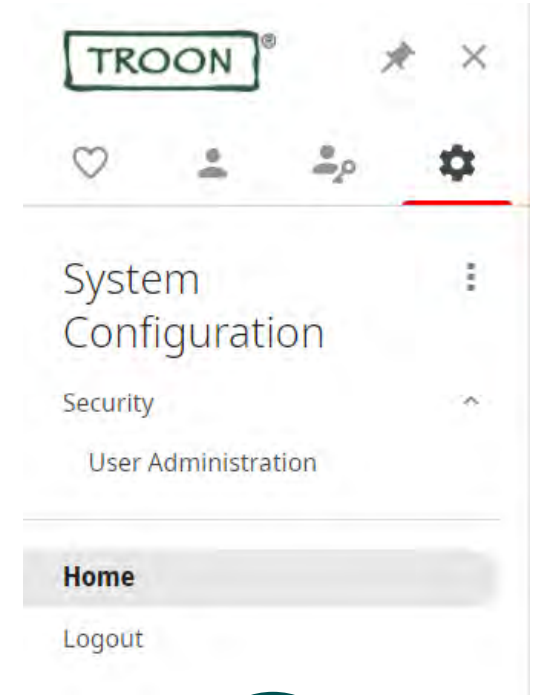 TROON®
System
Configuration
Security
User Administration
Home
Logout